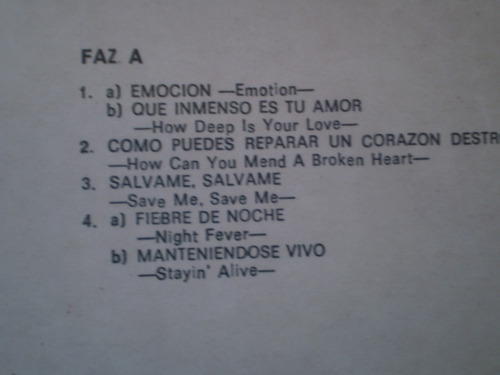 FAZ A
1. a) EMOCION —Emotion—
b) QUE INMENSO ES TU AMOR
—How Deep Is Your Love—
2. COMO PUEDES REPARAR UN CORAZON DESTR
—How Can You Mend A Broken Heart—
3. SALVAME, SALVAME
—Save Me, Save Me—
4. a) FIEBRE DE NOCHE
—Night Fever—
b) MANTENIENDOSE VIVO
—Stayin' Alive—